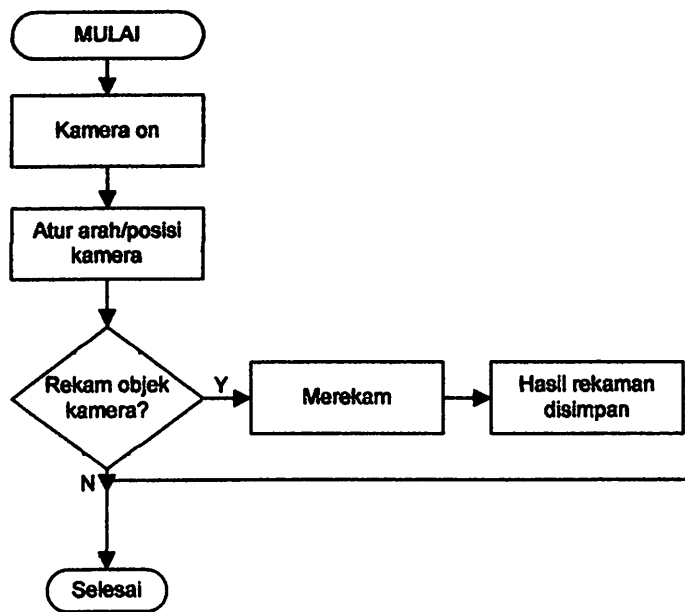 MULAI
Kamera on
Atur arah/posisi
kamera
Rekam objek
kamera?
Y
Merekam
Hasil rekaman
disimpan
N
Selesai